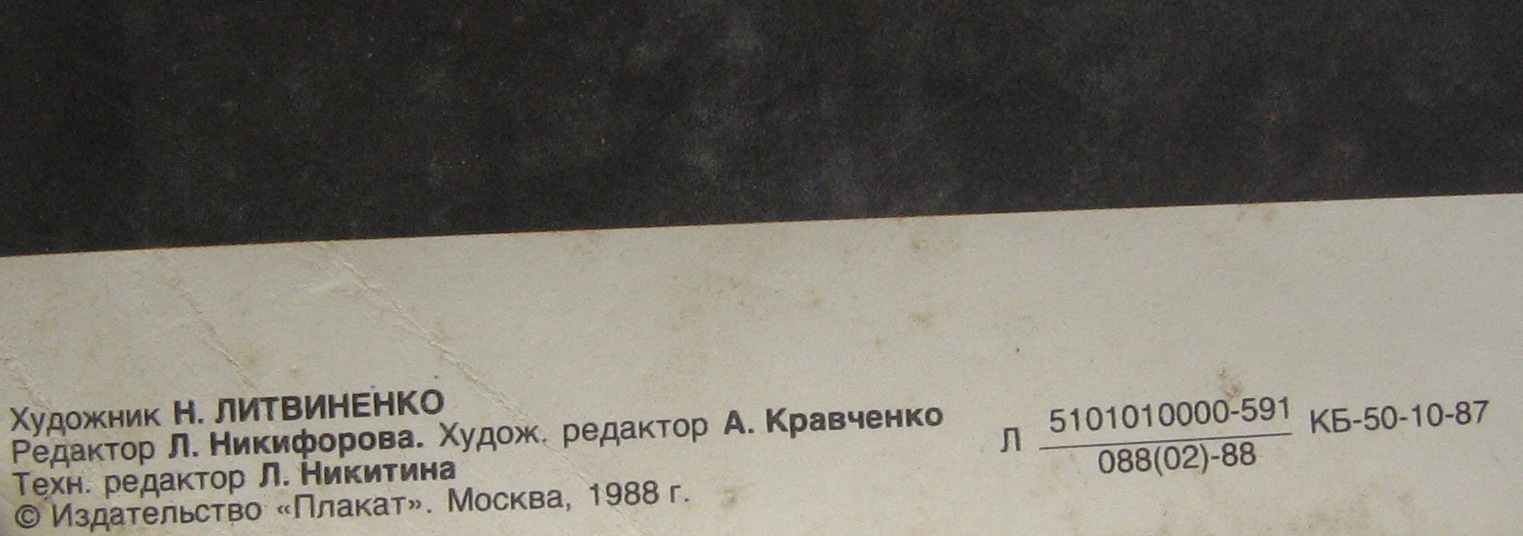 Художник Н. ЛИТВИНЕНКО
Редактор Л. Никифорова. Худож. редактор А. Кравченко
Техн. редактор Л. Никитина
© Издательство «Плакат». Москва, 1988 г.
Л 5101010000-591 КБ-50-10-87
088(02)-88